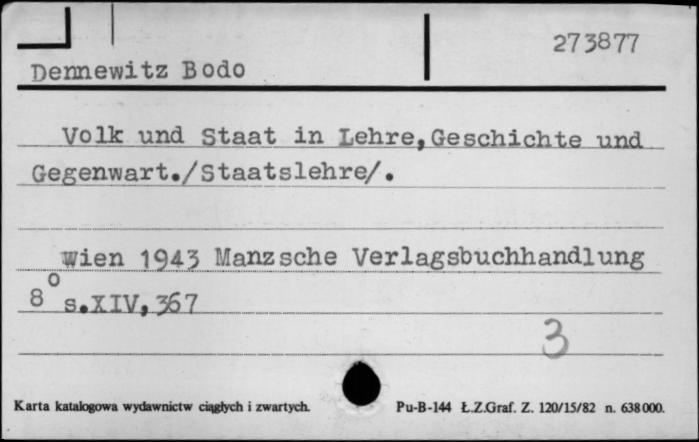 273877
Dennewitz Bodo
Volk und Staat in Lehre, Geschichte und
Gegenwart./Staatslehre/.
Wien 1943 Manzsche Verlagsbuchhandlung
8° s.XIV, 367
3
Karta katalogowa wydawnictw ciągłych i zwartych. Pu-B-144 Ł.Z.Graf. Z. 120/15/82 n. 638000.